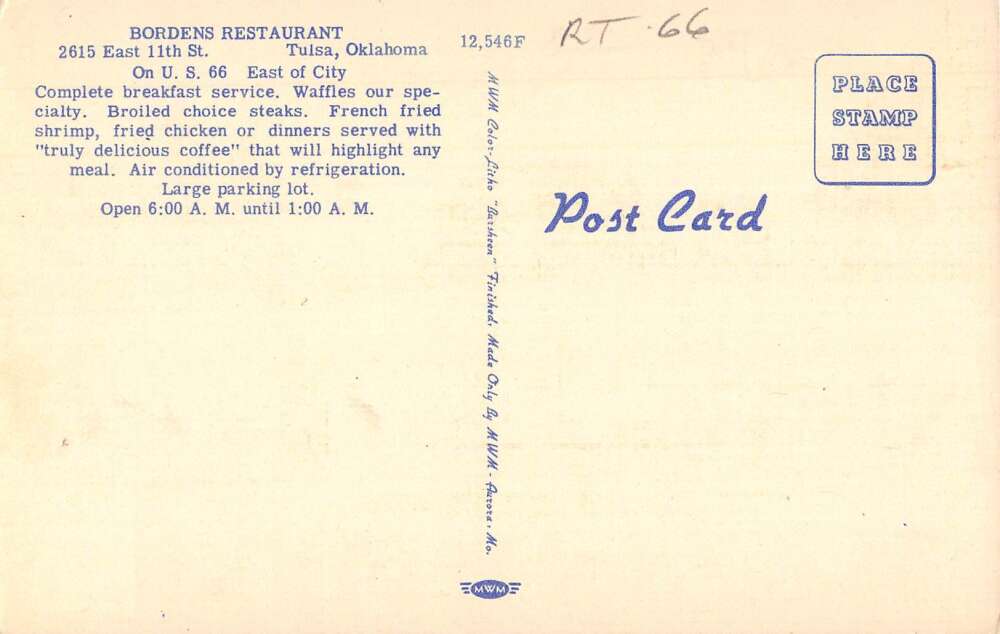 BORDENS RESTAURANT
2615 East 11th St. Tulsa, Oklahoma
On U. S. 66 East of City
Complete breakfast service. Waffles our spe-
cialty. Broiled choice steaks. French fried
shrimp, fried chicken or dinners served with
"truly delicious coffee" that will highlight any
meal. Air conditioned by refrigeration.
Large parking lot.
Open 6:00 A. M. until 1:00 A. M.
12,546F
RT. 66
MWM Color-Litho "Barsheen" Finished, Made Only By MWM - Aurora, Mo.
PLACE
STAMP
HERE
Post Card
MWM